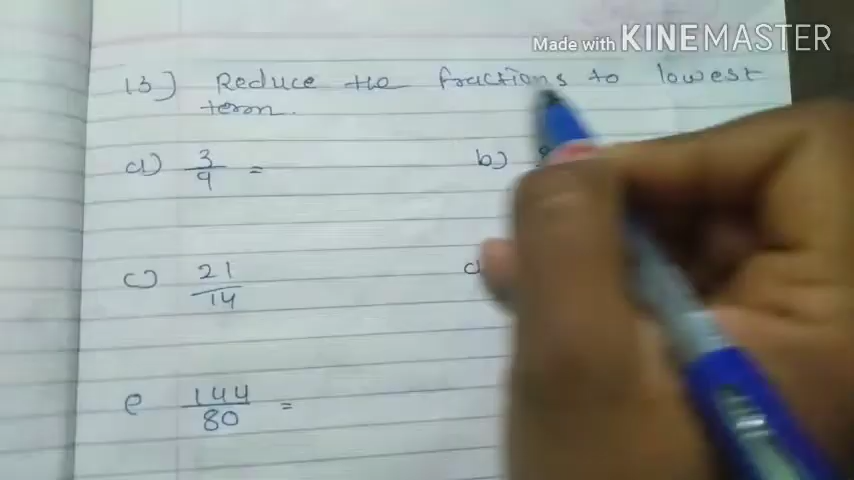 Made with KINEMASTER
13) Reduce the fractions to lowest
term.
a) 3/9 =
b)
c) 21/14
d
e 144/80 =